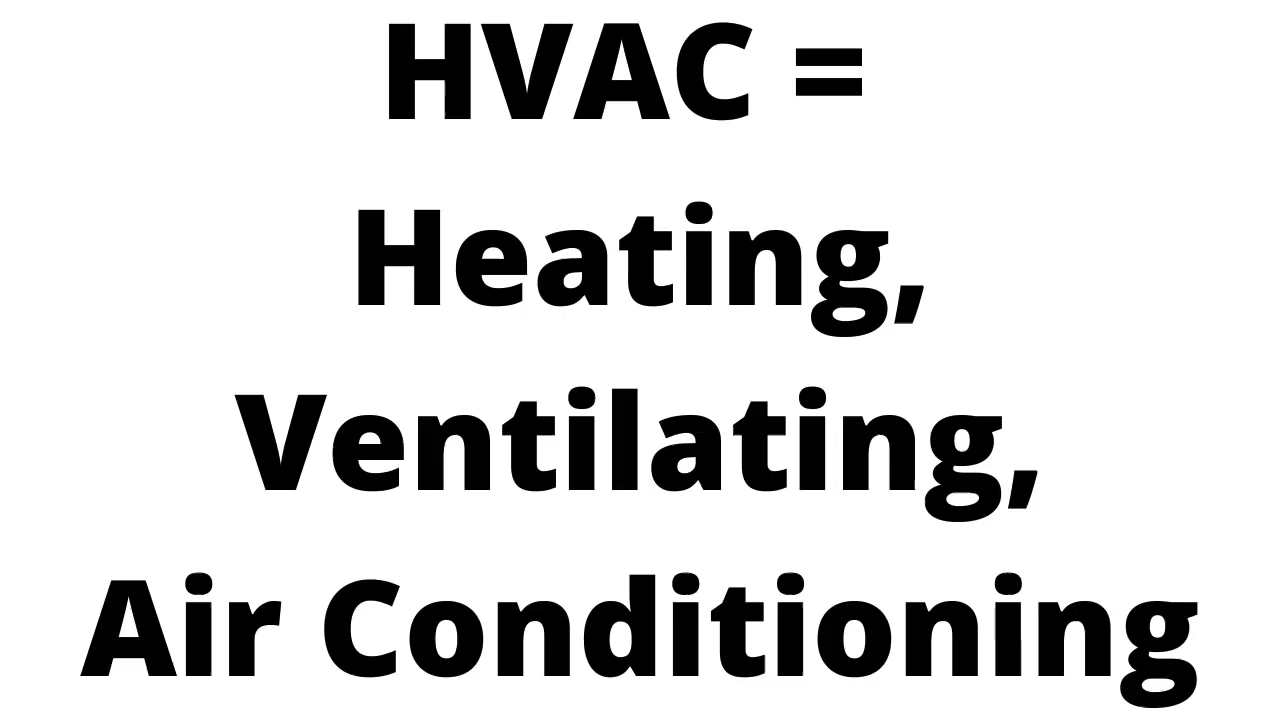 HVAC =
Heating,
Ventilating,
Air Conditioning